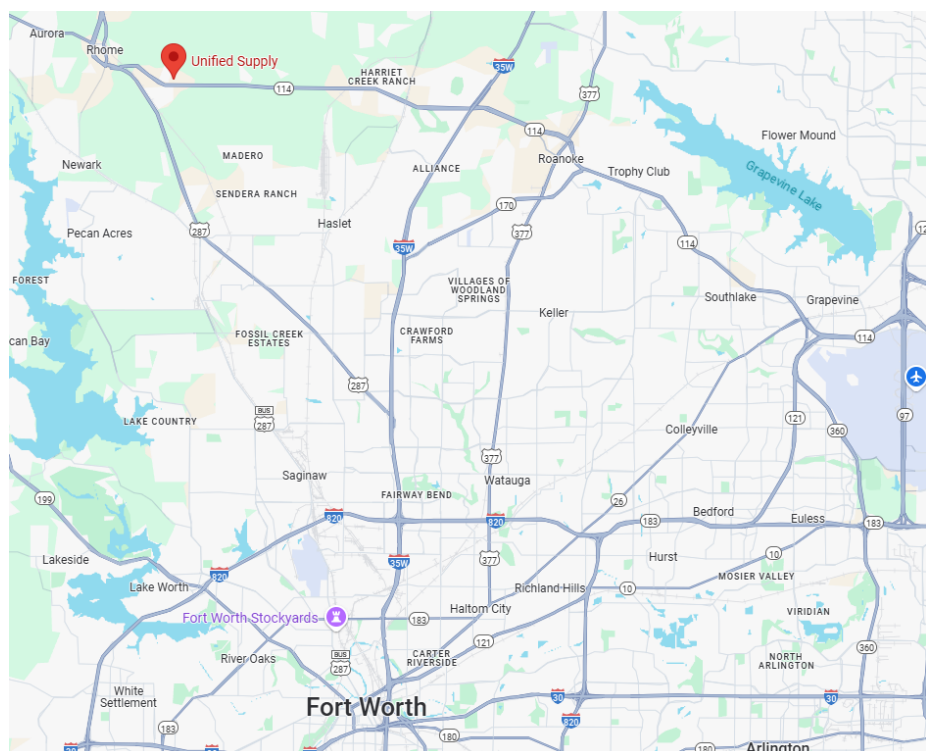 Aurora
Rhome
Unified Supply
35W
HARRIET
CREEK RANCH
377
114
114
Flower Mound
Newark
MADERO
ALLIANCE
Roanoke
Trophy Club
Grapevine Lake
SENDERA RANCH
170
Haslet
287
Pecan Acres
377
35W
114
12
FOREST
VILLAGES OF
WOODLAND
SPRINGS
Southlake
Grapevine
Keller
can Bay
FOSSIL CREEK
ESTATES
CRAWFORD
FARMS
114
287
BUS
287
LAKE COUNTRY
121
97
360
Colleyville
377
Saginaw
Watauga
FAIRWAY BEND
199
26
820
820
183
Bedford
Euless
183
Lakeside
35W
377
Hurst
10
820
Lake Worth
Richland Hills
10
MOSIER VALLEY
Haltom City
VIRIDIAN
Fort Worth Stockyards
183
121
360
River Oaks
BUS
287
CARTER
RIVERSIDE
NORTH
ARLINGTON
White
Settlement
30
30
Fort Worth
183
820
180
180
30
Arlington